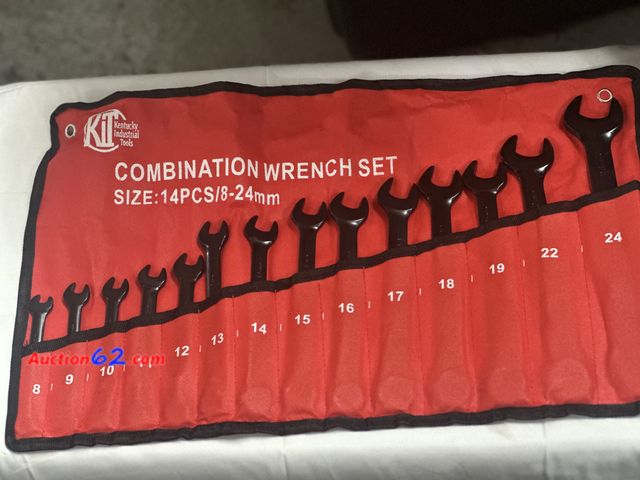 KIT
Kentucky
Industrial
Tools
COMBINATION WRENCH SET
SIZE:14PCS/8-24mm
Auction62.com
8 9 10 11 12 13 14 15 16 17 18 19 22 24